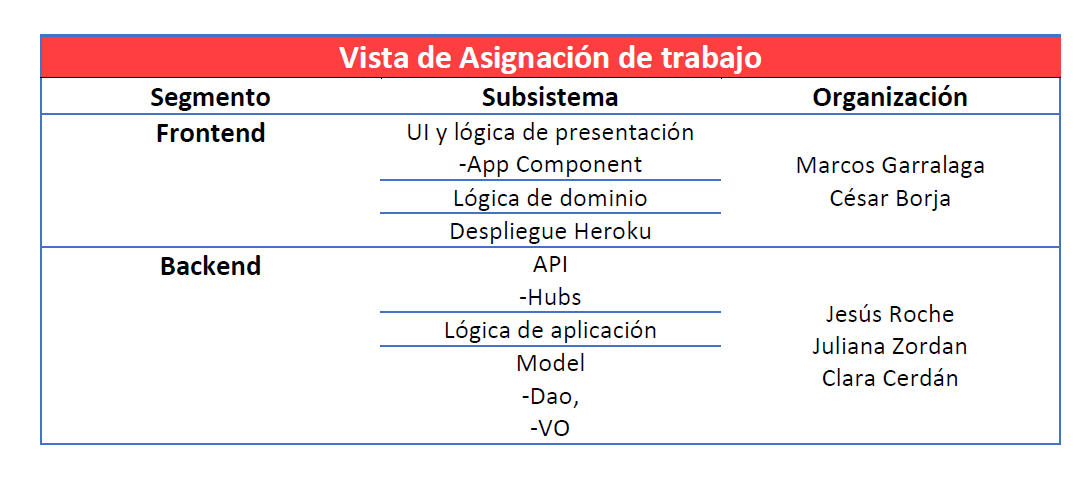 Vista de Asignación de trabajo
Segmento Subsistema Organización
Frontend
UI y lógica de presentación
-App Component
Lógica de dominio
Despliegue Heroku
Marcos Garralaga
César Borja
Backend
API
-Hubs
Lógica de aplicación
Model
-Dao,
-VO
Jesús Roche
Juliana Zordan
Clara Cerdán